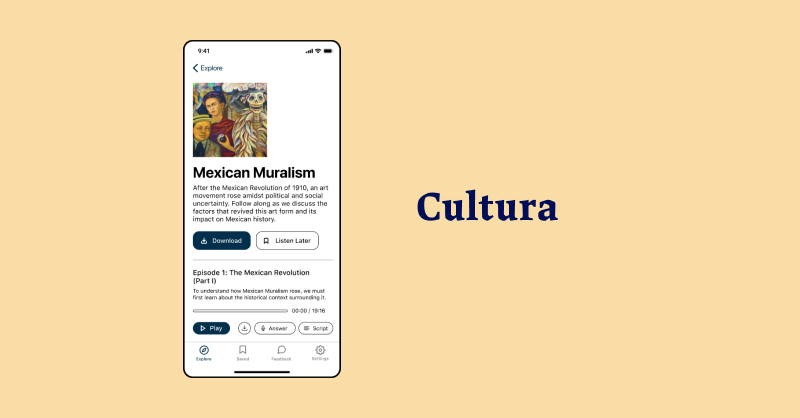 9:41
Explore
Mexican Muralism
After the Mexican Revolution of 1910, an art
movement rose amidst political and social
uncertainty. Follow along as we discuss the
factors that revived this art form and its
impact on Mexican history.
Download
Listen Later
Episode 1: The Mexican Revolution
(Part I)
To understand how Mexican Muralism rose, we must
first learn about the historical context surrounding it.
00:00 / 19:16
Play
Answer
Script
Explore
Saved
Feedback
Settings
Cultura